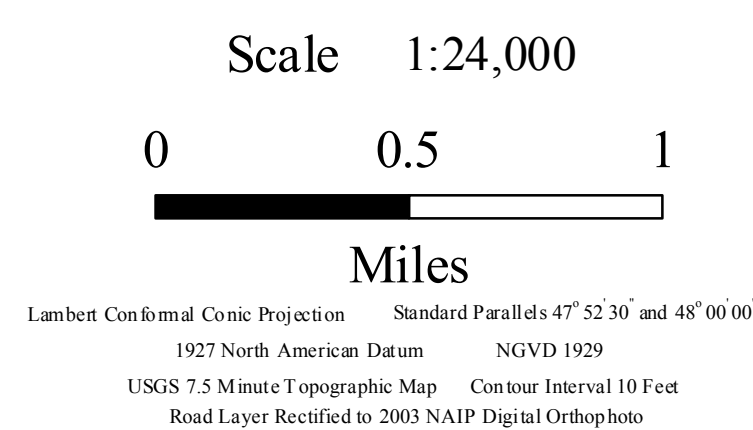 Scale 1:24,000
0 0.5 1
Miles
Lambert Conformal Conic Projection Standard Parallels 47° 52' 30" and 48° 00' 00"
1927 North American Datum NGVD 1929
USGS 7.5 Minute Topographic Map Contour Interval 10 Feet
Road Layer Rectified to 2003 NAIP Digital Orthophoto